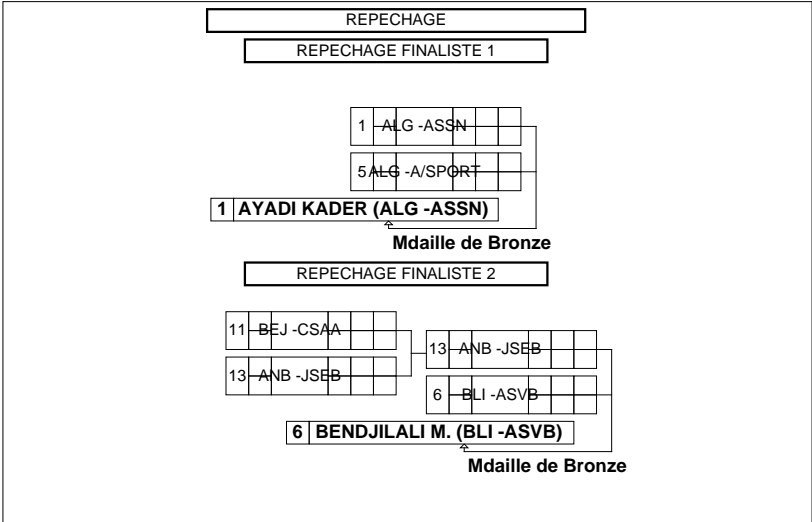 REPECHAGE
REPECHAGE FINALISTE 1
1 ALG -ASSN
5 ALG -A/SPORT
1 AYADI KADER (ALG -ASSN)
Mdaille de Bronze
REPECHAGE FINALISTE 2
11 BEJ -CSAA
13 ANB -JSEB
13 ANB -JSEB
6 BLI -ASVB
6 BENDJILALI M. (BLI -ASVB)
Mdaille de Bronze